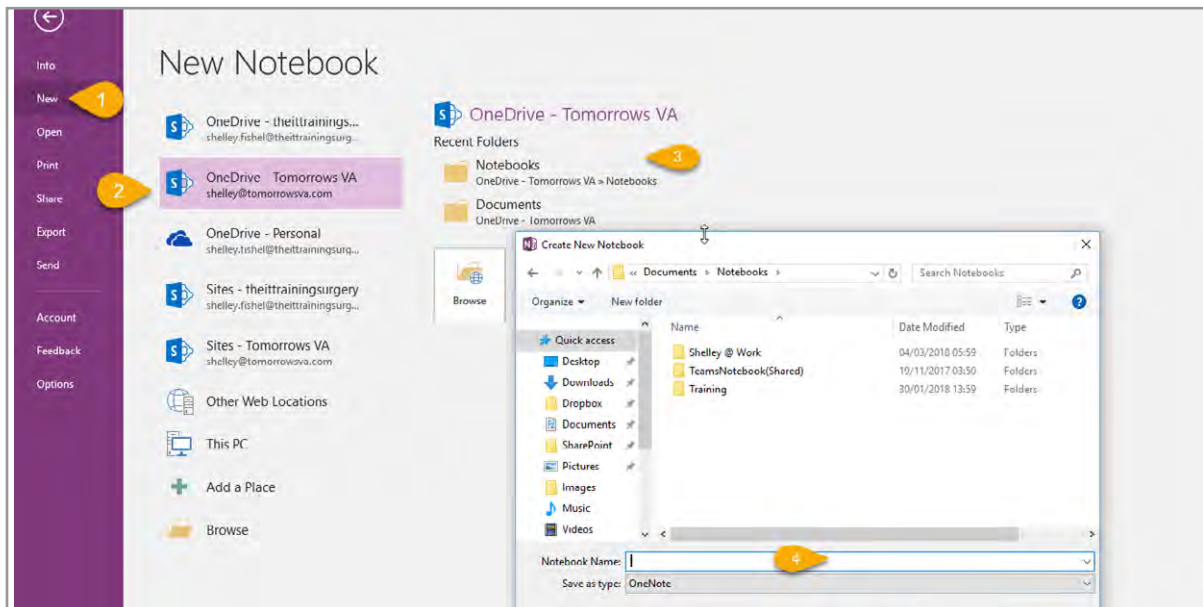 Info
New
Open
Print
Share
Export
Send
Account
Feedback
Options
1
2
New Notebook
OneDrive - theittrainings...
shelley.fishel@theittrainingsurg...
OneDrive - Tomorrows VA
shelley@tomorrowsva.com
OneDrive - Personal
shelley.fishel@theittrainingsurg...
Sites - theittrainingsurgery
shelley.fishel@theittrainingsurg...
Sites - Tomorrows VA
shelley@tomorrowsva.com
Other Web Locations
This PC
Add a Place
Browse
OneDrive - Tomorrows VA
Recent Folders
3
Notebooks
OneDrive - Tomorrows VA » Notebooks
Documents
OneDrive - Tomorrows VA
Browse
Create New Notebook
« Documents › Notebooks ›
Search Notebooks
Organize
New folder
Name Date Modified Type
Quick access
Desktop
Downloads
Dropbox
Documents
SharePoint
Pictures
Images
Music
Videos
Shelley @ Work 04/03/2018 05:59 Folders
TeamsNotebook(Shared) 19/11/2017 03:50 Folders
Training 30/01/2018 13:59 Folders
Notebook Name:
4
Save as type: OneNote